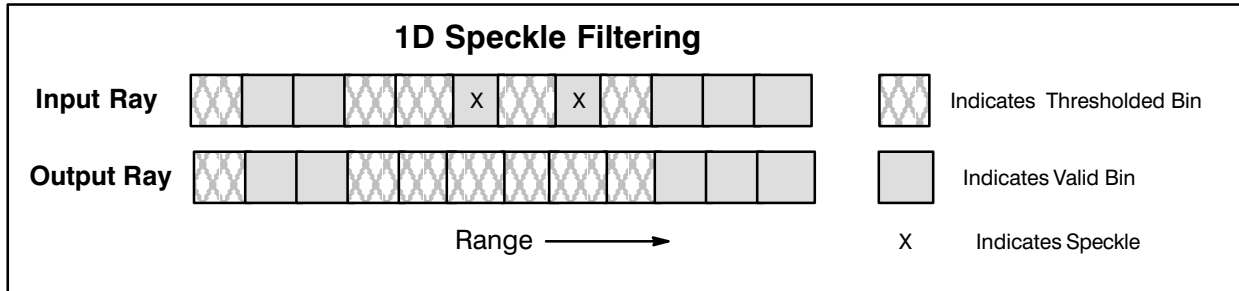 1D Speckle Filtering
Input Ray
X X
Indicates Thresholded Bin
Output Ray
Indicates Valid Bin
Range
X Indicates Speckle